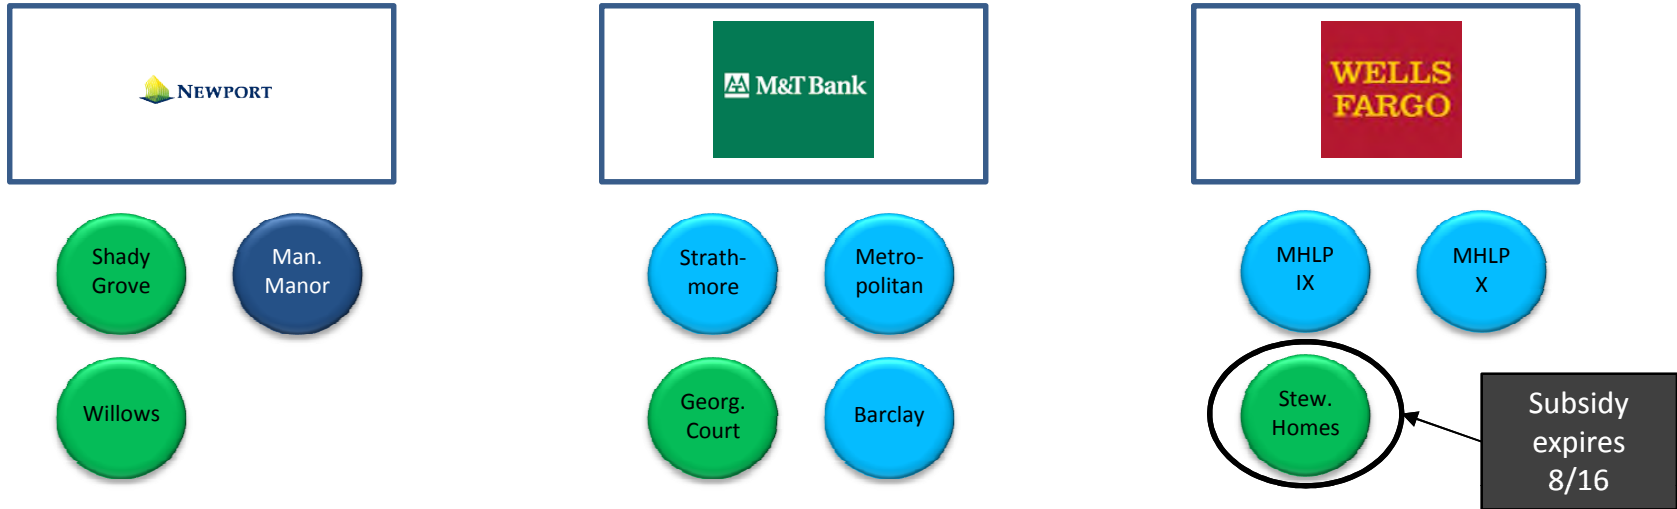 NEWPORT
M&T Bank
WELLS
FARGO
Shady
Grove
Man.
Manor
Strath-
more
Metro-
politan
MHLP
IX
MHLP
X
Willows
Georg.
Court
Barclay
Stew.
Homes
Subsidy
expires
8/16